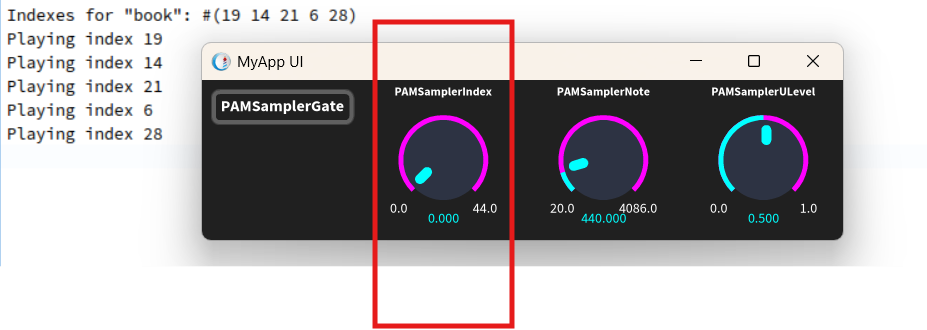 Indexes for "book": #(19 14 21 6 28)
Playing index 19
Playing index 14
Playing index 21
Playing index 6
Playing index 28
MyApp UI
PAMSamplerGate
PAMSamplerIndex
0.0
44.0
0.000
PAMSamplerNote
20.0
4086.0
440.000
PAMSamplerULevel
0.0
1.0
0.500